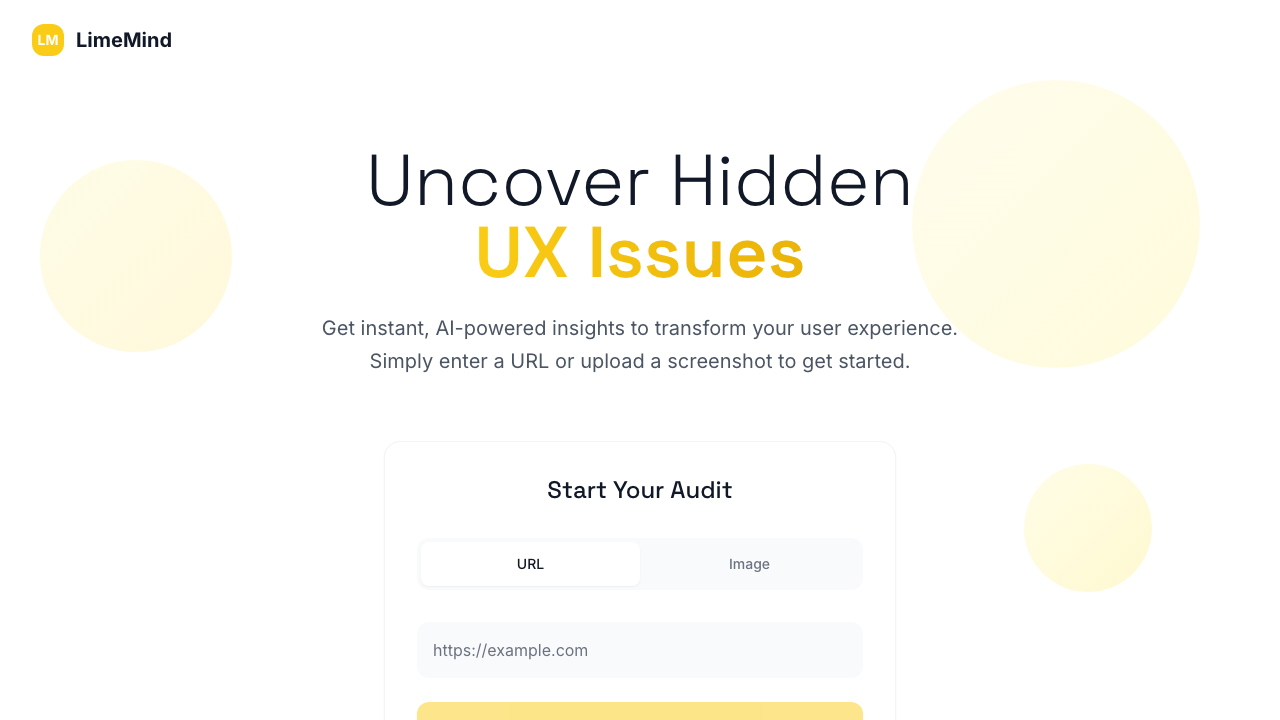 LM LimeMind
Uncover Hidden
UX Issues
Get instant, AI-powered insights to transform your user experience.
Simply enter a URL or upload a screenshot to get started.
Start Your Audit
URL Image
https://example.com